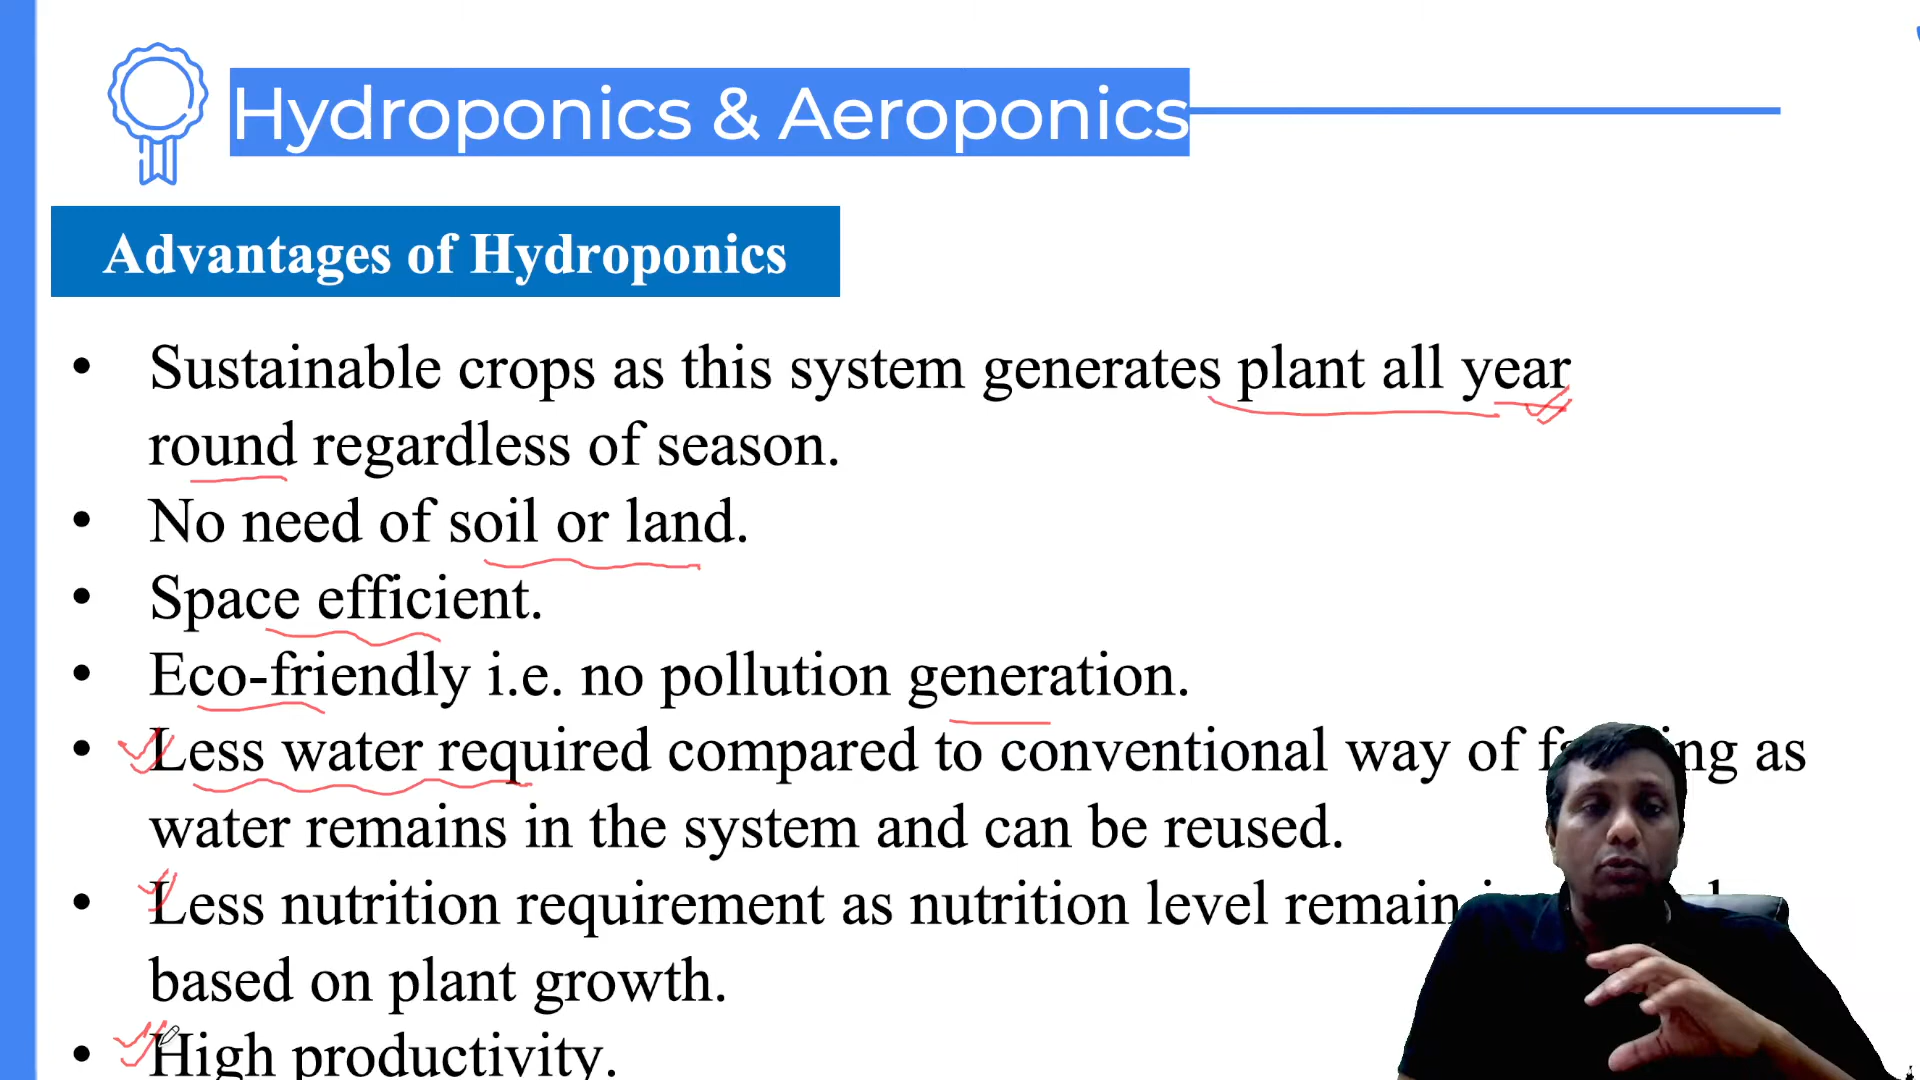 Hydroponics & Aeroponics
Advantages of Hydroponics
• Sustainable crops as this system generates plant all year
round regardless of season.
• No need of soil or land.
• Space efficient.
• Eco-friendly i.e. no pollution generation.
• Less water required compared to conventional way of as
water remains in the system and can be reused.
• Less nutrition requirement as nutrition level remain
based on plant growth.
• High productivity.